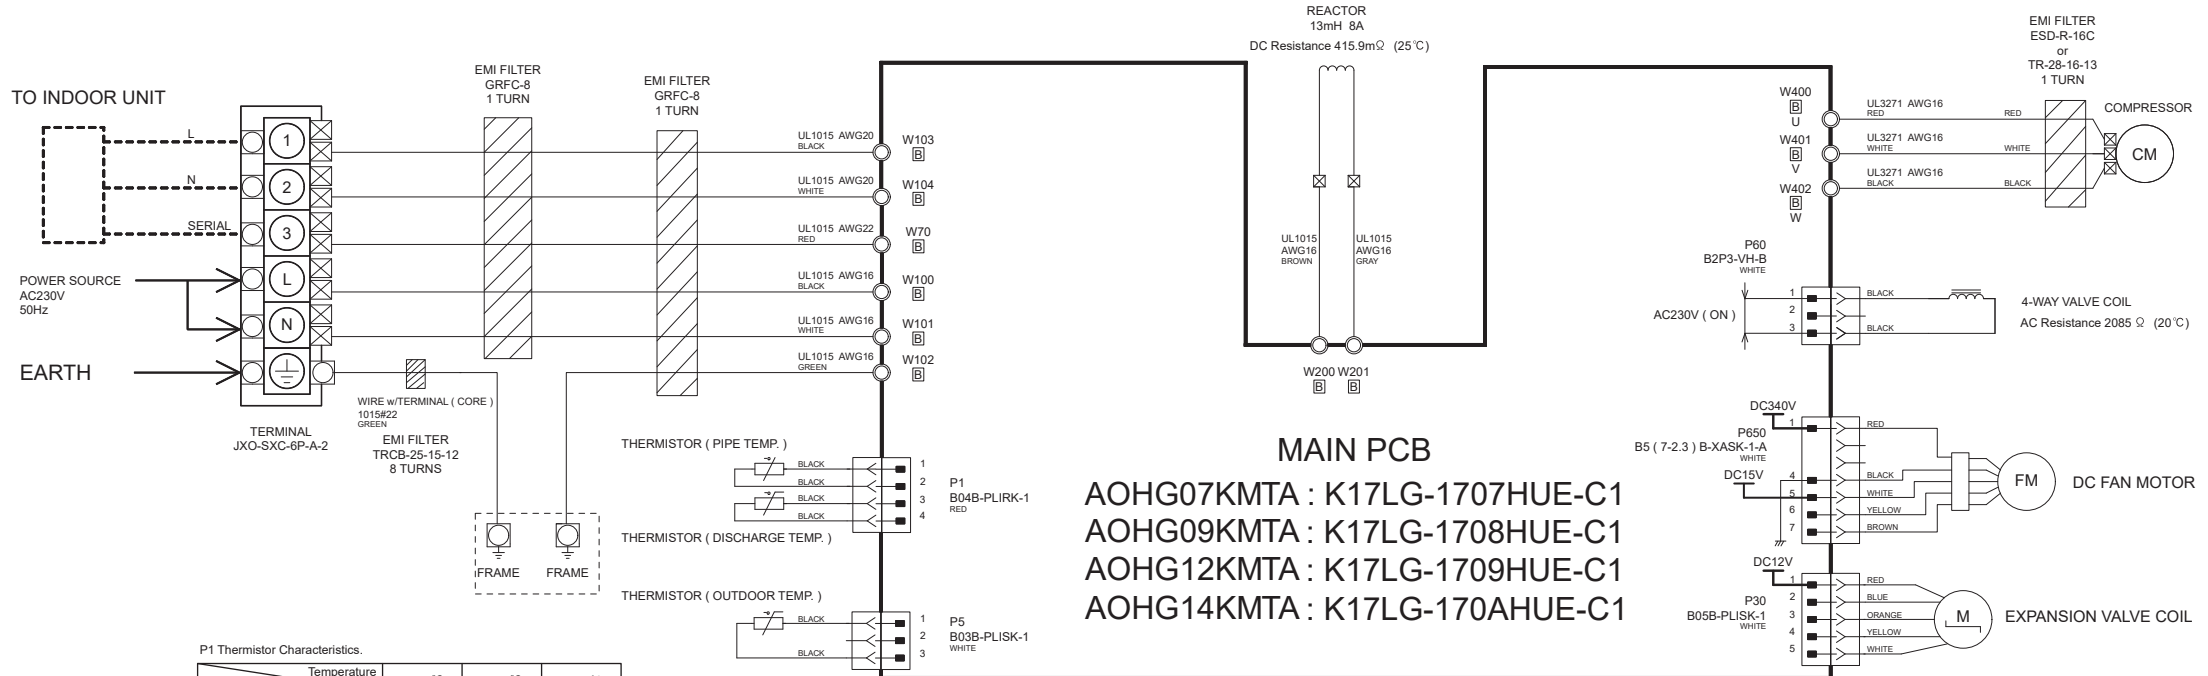 REACTOR
13mH 8A
DC Resistance 415.9mΩ (25℃)
EMI FILTER
ESD-R-16C
or
TR-28-16-13
1 TURN
EMI FILTER
GRFC-8
1 TURN
EMI FILTER
GRFC-8
1 TURN
TO INDOOR UNIT
L
N
SERIAL
1
2
3
L
N
POWER SOURCE
AC230V
50Hz
EARTH
TERMINAL
JXO-SXC-6P-A-2
WIRE w/TERMINAL ( CORE )
1015#22
GREEN
EMI FILTER
TRCB-25-15-12
8 TURNS
FRAME
FRAME
UL1015 AWG20
BLACK
W103
B
UL1015 AWG20
WHITE
W104
B
UL1015 AWG22
RED
W70
B
UL1015 AWG16
BLACK
W100
B
UL1015 AWG16
WHITE
W101
B
UL1015 AWG16
GREEN
W102
B
UL1015
AWG16
BROWN
UL1015
AWG16
GRAY
W200 W201
B B
W400
B
U
UL3271 AWG16
RED
RED
W401
B
V
UL3271 AWG16
WHITE
WHITE
W402
B
W
UL3271 AWG16
BLACK
BLACK
COMPRESSOR
CM
P60
B2P3-VH-B
WHITE
AC230V ( ON )
1
2
3
BLACK
BLACK
4-WAY VALVE COIL
AC Resistance 2085 Ω (20℃)
DC340V
P650
B5 ( 7-2.3 ) B-XASK-1-A
WHITE
DC15V
1
4
5
6
7
RED
BLACK
WHITE
YELLOW
BROWN
FM
DC FAN MOTOR
DC12V
P30
B05B-PLISK-1
WHITE
1
2
3
4
5
RED
BLUE
ORANGE
YELLOW
WHITE
M
EXPANSION VALVE COIL
THERMISTOR ( PIPE TEMP. )
BLACK
BLACK
BLACK
BLACK
1
2
3
4
P1
B04B-PLIRK-1
RED
THERMISTOR ( DISCHARGE TEMP. )
THERMISTOR ( OUTDOOR TEMP. )
BLACK
BLACK
1
2
3
P5
B03B-PLISK-1
WHITE
MAIN PCB
AOHG07KMTA : K17LG-1707HUE-C1
AOHG09KMTA : K17LG-1708HUE-C1
AOHG12KMTA : K17LG-1709HUE-C1
AOHG14KMTA : K17LG-170AHUE-C1
P1 Thermistor Characteristics.
Temperature